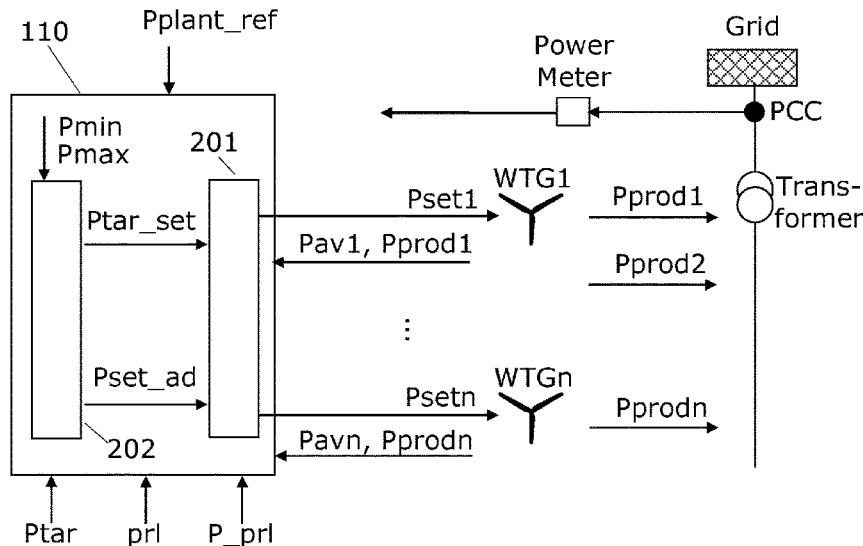 110
Pplant_ref
Power
Meter
Grid
PCC
Pmin
Pmax
201
WTG1
Trans-
former
Ptar_set
Pset1
Pprod1
Pav1, Pprod1
Pprod2
...
Pset_ad
Psetn
WTGn
Pprodn
Pavn, Pprodn
202
Ptar
prl
P_prl